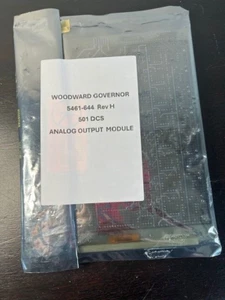 WOODWARD GOVERNOR
5461-644 Rev H
501 DCS
ANALOG OUTPUT MODULE